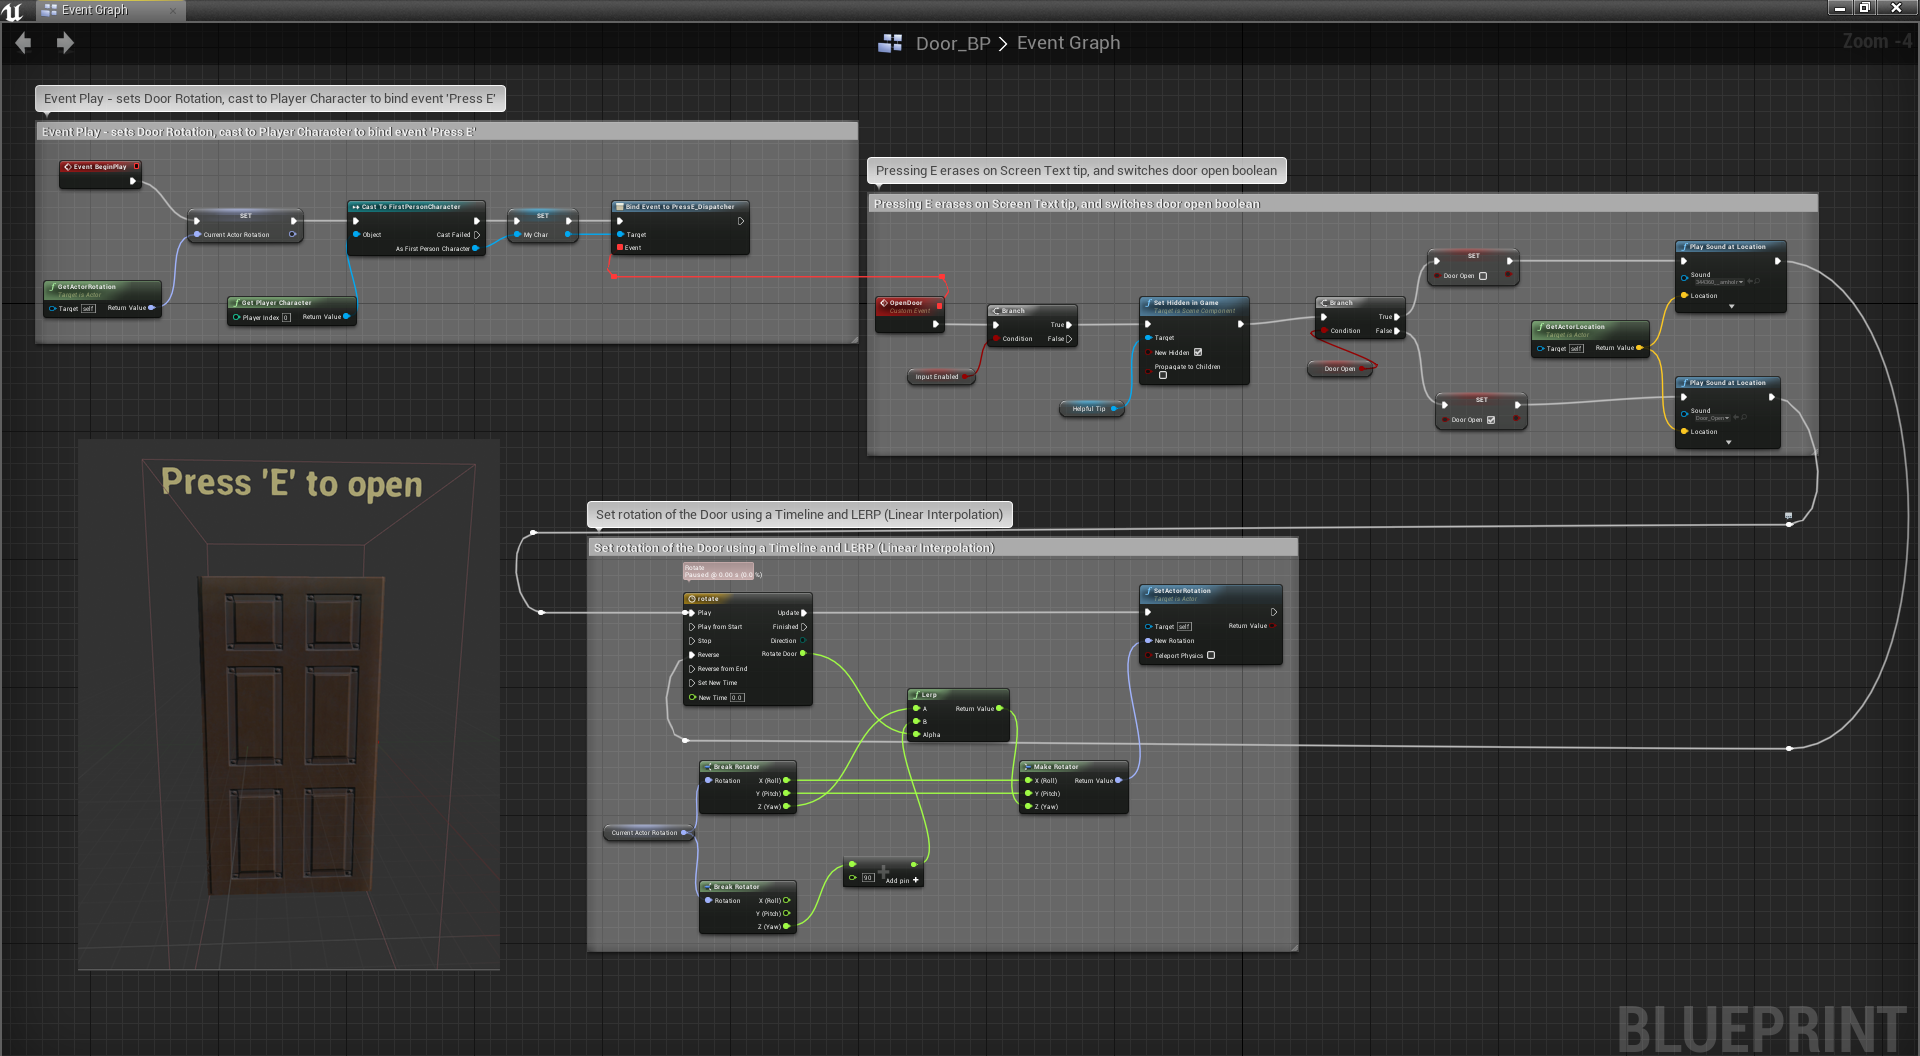 Event Graph
Door_BP > Event Graph
Zoom -4
Event Play - sets Door Rotation, cast to Player Character to bind event 'Press E'
Event Play - sets Door Rotation, cast to Player Character to bind event 'Press E'
Event BeginPlay
SET
Current Actor Rotation
GetActorRotation
Target is Actor
Target self Return Value
Get Player Character
Player Index 0 Return Value
Cast To FirstPersonCharacter
Object Cast Failed
As First Person Character
SET
My Char
Bind Event to PressE_Dispatcher
Target
Event
Pressing E erases on Screen Text tip, and switches door open boolean
Pressing E erases on Screen Text tip, and switches door open boolean
OpenDoor
Custom Event
Input Enabled
Branch
True
Condition False
Helpful Tip
Set Hidden in Game
Target is Scene Component
Target
New Hidden
Propagate to Children
Branch
True
Condition False
Door Open
SET
Door Open
SET
Door Open
GetActorLocation
Target is Actor
Target self Return Value
Play Sound at Location
Sound
Location
Play Sound at Location
Sound
Door_Open
Location
Press 'E' to open
Set rotation of the Door using a Timeline and LERP (Linear Interpolation)
Set rotation of the Door using a Timeline and LERP (Linear Interpolation)
Rotate
Paused @ 0.00 s (0.0 %)
rotate
Play Update
Play from Start Finished
Stop Direction
Reverse Rotate Door
Reverse from End
Set New Time
New Time 0.0
Lerp
A Return Value
B
Alpha
SetActorRotation
Target is Actor
Target self Return Value
New Rotation
Teleport Physics
Break Rotator
Rotation X (Roll)
Y (Pitch)
Z (Yaw)
Current Actor Rotation
Break Rotator
Rotation X (Roll)
Y (Pitch)
Z (Yaw)
90 Add pin +
Make Rotator
X (Roll) Return Value
Y (Pitch)
Z (Yaw)
BLUEPRINT